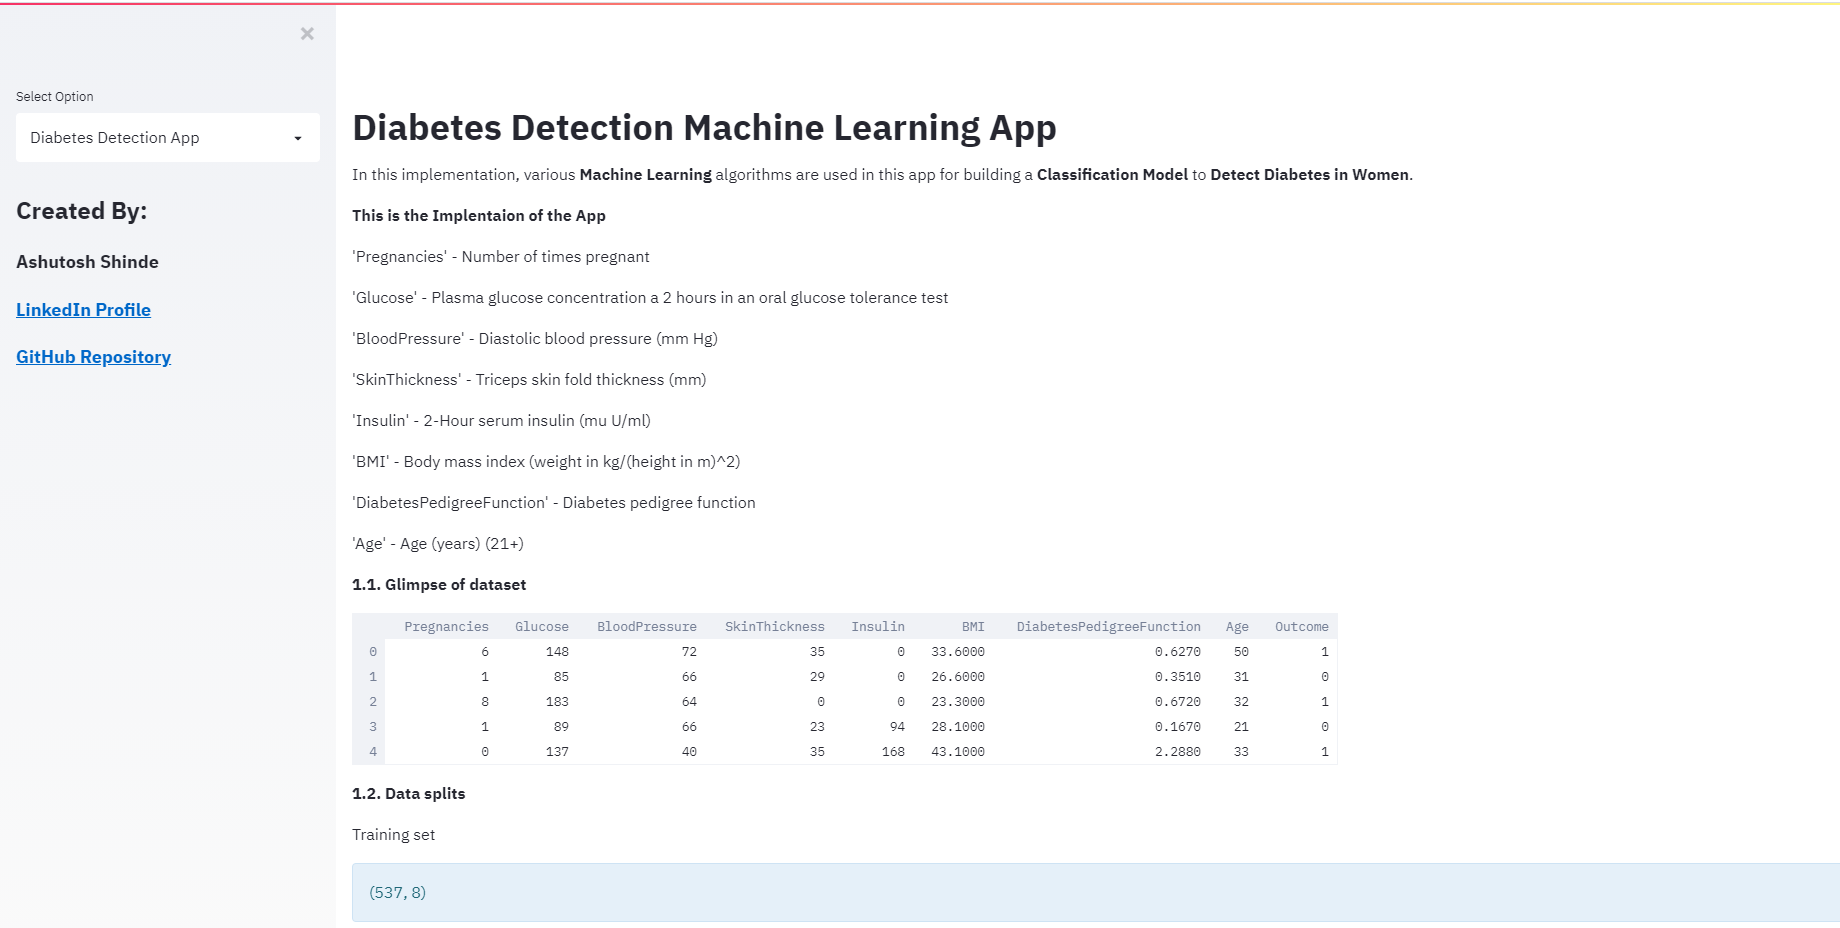 ×
Select Option
Diabetes Detection App
Created By:
Ashutosh Shinde
LinkedIn Profile
GitHub Repository
Diabetes Detection Machine Learning App
In this implementation, various Machine Learning algorithms are used in this app for building a Classification Model to Detect Diabetes in Women.
This is the Implentaion of the App
'Pregnancies' - Number of times pregnant
'Glucose' - Plasma glucose concentration a 2 hours in an oral glucose tolerance test
'BloodPressure' - Diastolic blood pressure (mm Hg)
'SkinThickness' - Triceps skin fold thickness (mm)
'Insulin' - 2-Hour serum insulin (mu U/ml)
'BMI' - Body mass index (weight in kg/(height in m)^2)
'DiabetesPedigreeFunction' - Diabetes pedigree function
'Age' - Age (years) (21+)
1.1. Glimpse of dataset
Pregnancies Glucose BloodPressure SkinThickness Insulin BMI DiabetesPedigreeFunction Age Outcome
0 6 148 72 35 0 33.6000 0.6270 50 1
1 1 85 66 29 0 26.6000 0.3510 31 0
2 8 183 64 0 0 23.3000 0.6720 32 1
3 1 89 66 23 94 28.1000 0.1670 21 0
4 0 137 40 35 168 43.1000 2.2880 33 1
1.2. Data splits
Training set
(537, 8)